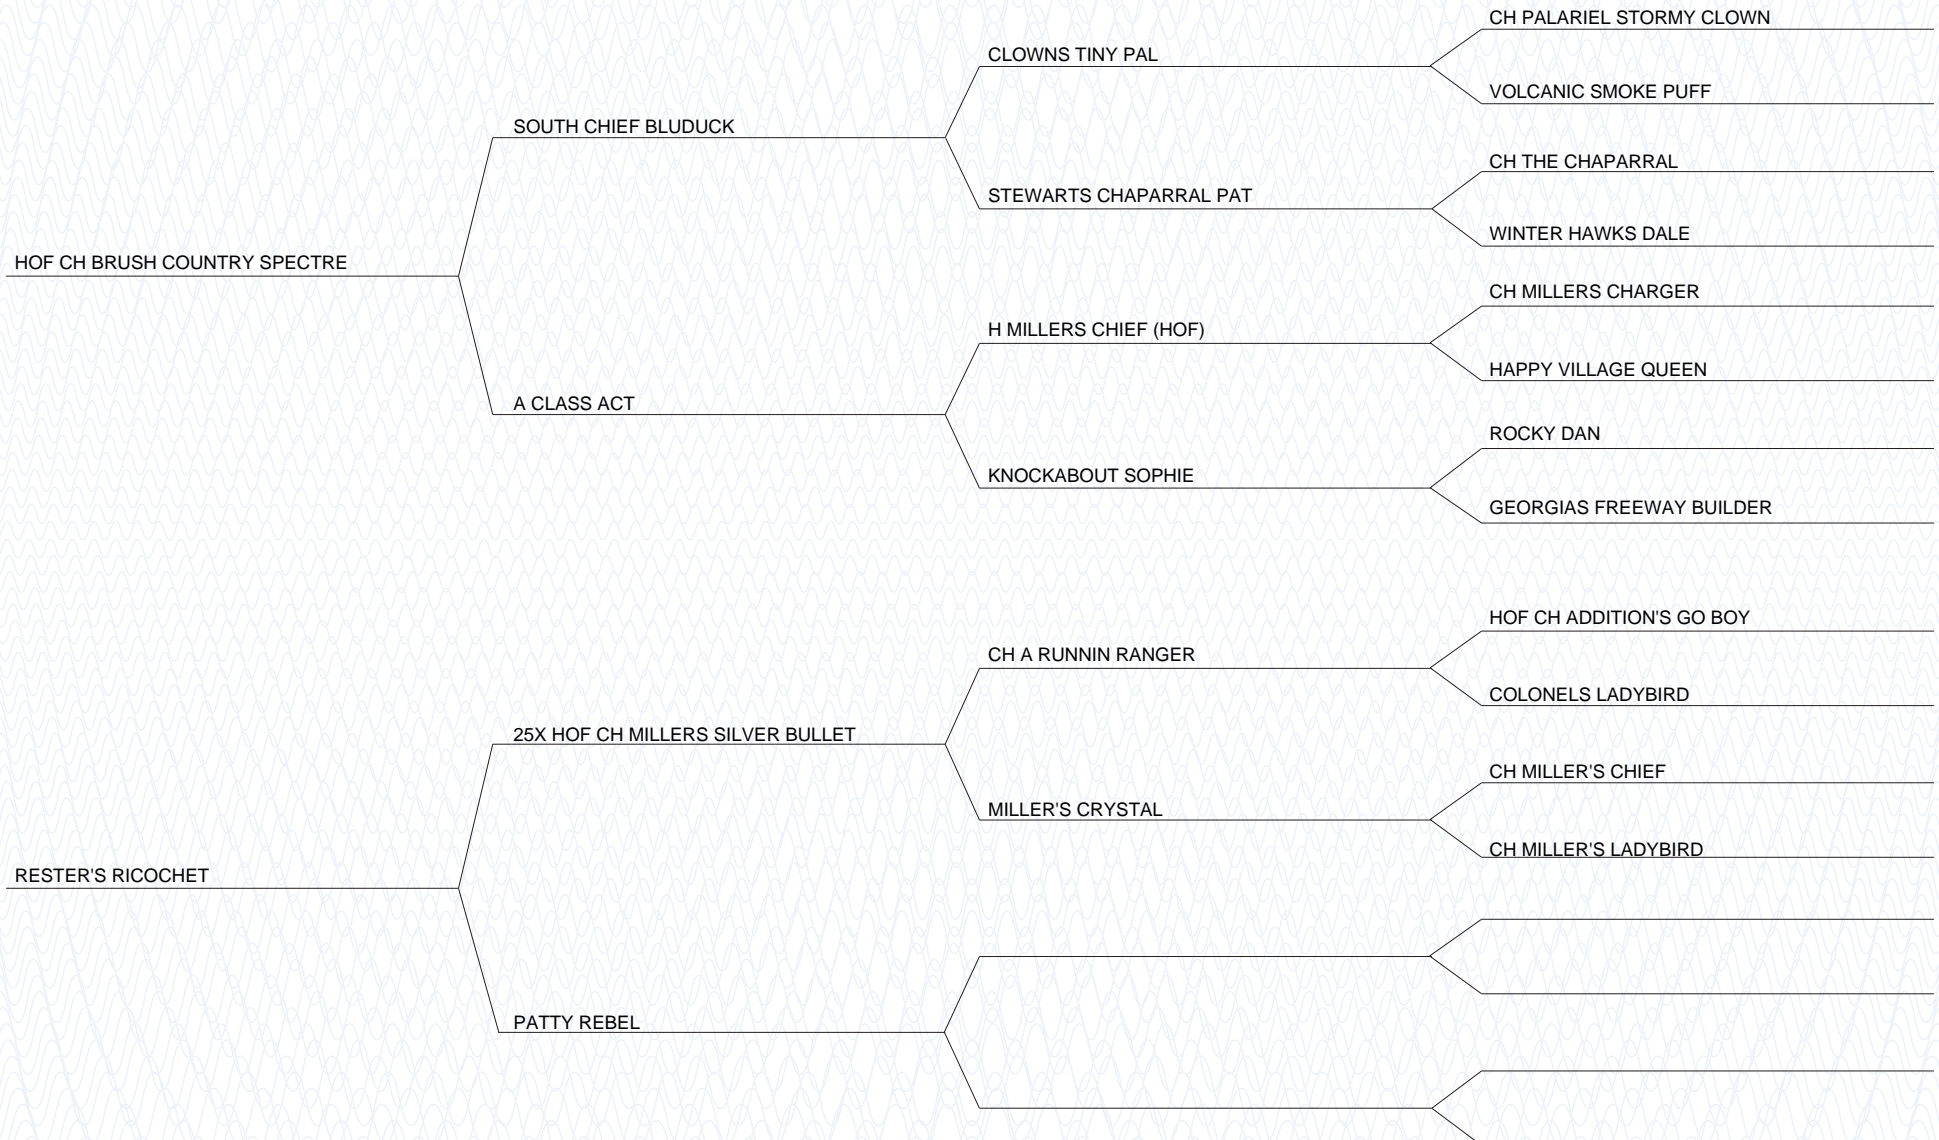 CH PALARIEL STORMY CLOWN
CLOWNS TINY PAL
VOLCANIC SMOKE PUFF
SOUTH CHIEF BLUDUCK
CH THE CHAPARRAL
STEWARTS CHAPARRAL PAT
WINTER HAWKS DALE
HOF CH BRUSH COUNTRY SPECTRE
CH MILLERS CHARGER
H MILLERS CHIEF (HOF)
HAPPY VILLAGE QUEEN
A CLASS ACT
ROCKY DAN
KNOCKABOUT SOPHIE
GEORGIAS FREEWAY BUILDER
HOF CH ADDITION'S GO BOY
CH A RUNNIN RANGER
COLONELS LADYBIRD
25X HOF CH MILLERS SILVER BULLET
CH MILLER'S CHIEF
MILLER'S CRYSTAL
CH MILLER'S LADYBIRD
RESTER'S RICOCHET
PATTY REBEL